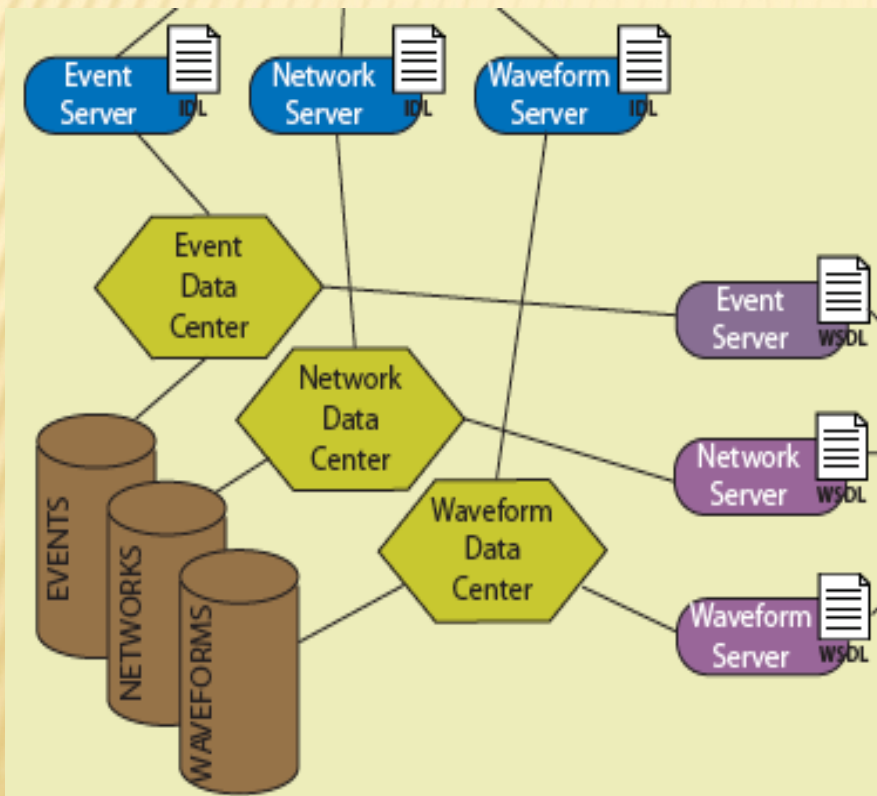 Event
Server
IDL
Network
Server
IDL
Waveform
Server
IDL
Event
Data
Center
Event
Server
WSDL
Network
Data
Center
Network
Server
WSDL
Waveform
Data
Center
Waveform
Server
WSDL
EVENTS
NETWORKS
WAVEFORMS